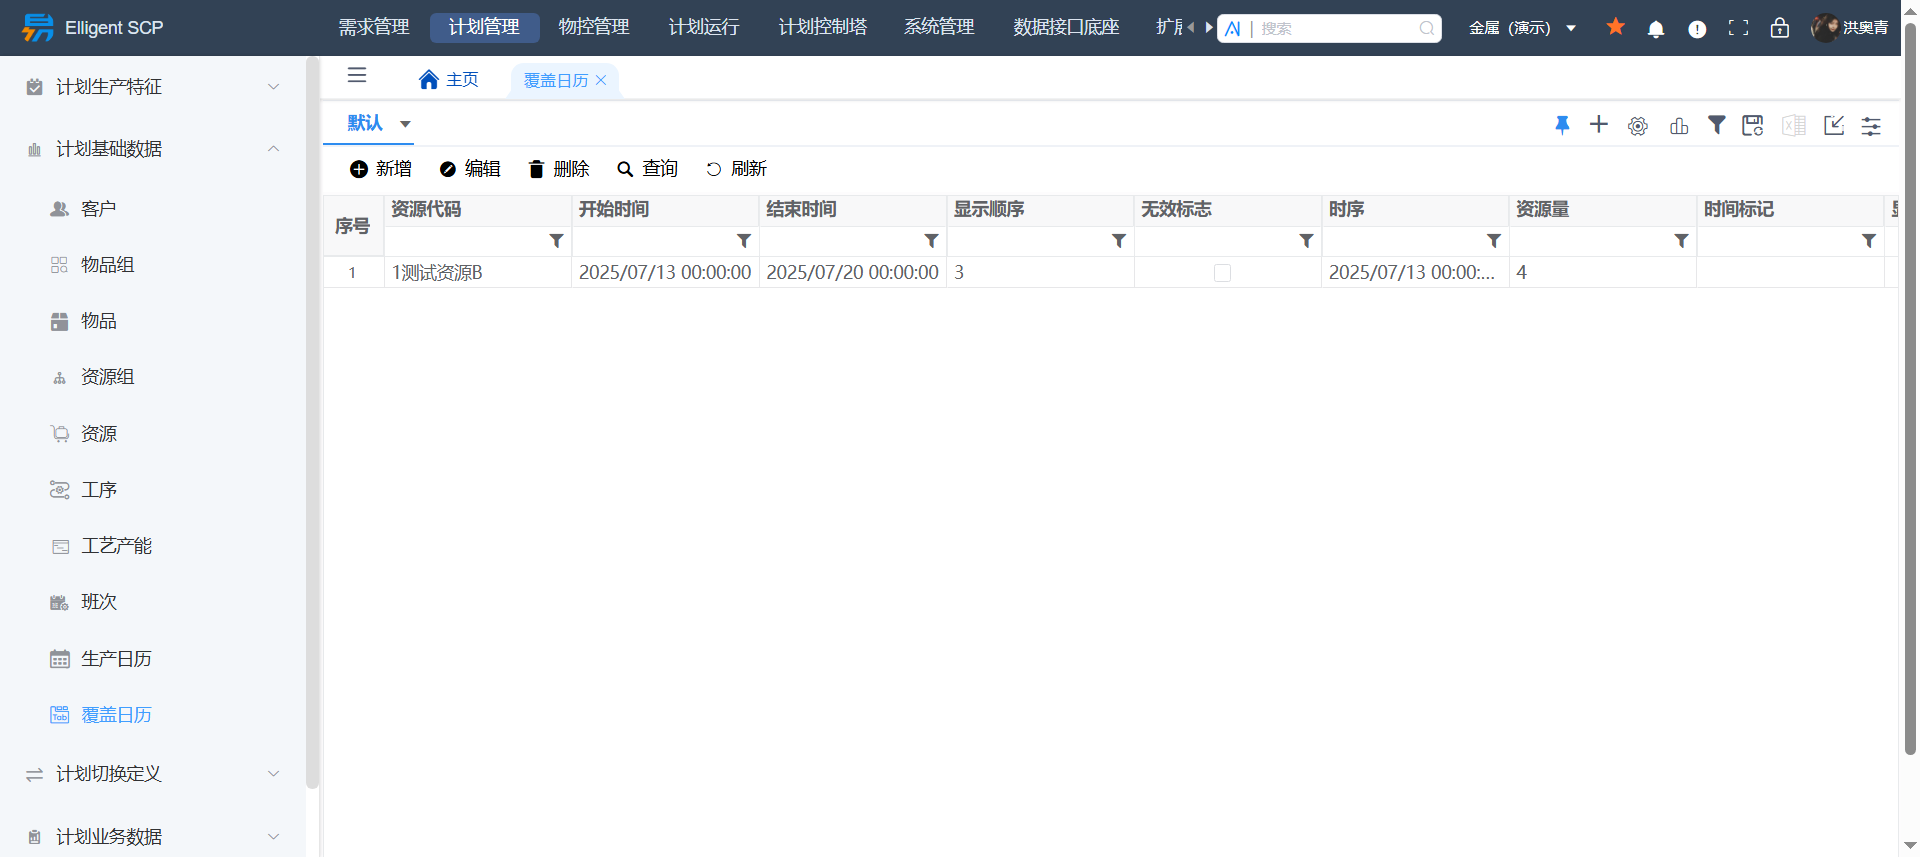 Elligent SCP
需求管理
计划管理
物控管理
计划运行
计划控制塔
系统管理
数据接口底座
搜索
金属（演示）
洪奥青
计划生产特征
计划基础数据
客户
物品组
物品
资源组
资源
工序
工艺产能
班次
生产日历
Tab
覆盖日历
计划切换定义
计划业务数据
主页
覆盖日历
默认
新增
编辑
删除
查询
刷新
序号
资源代码
开始时间
结束时间
显示顺序
无效标志
时序
资源量
时间标记
1
1测试资源B
2025/07/13 00:00:00
2025/07/20 00:00:00
3
2025/07/13 00:00:...
4